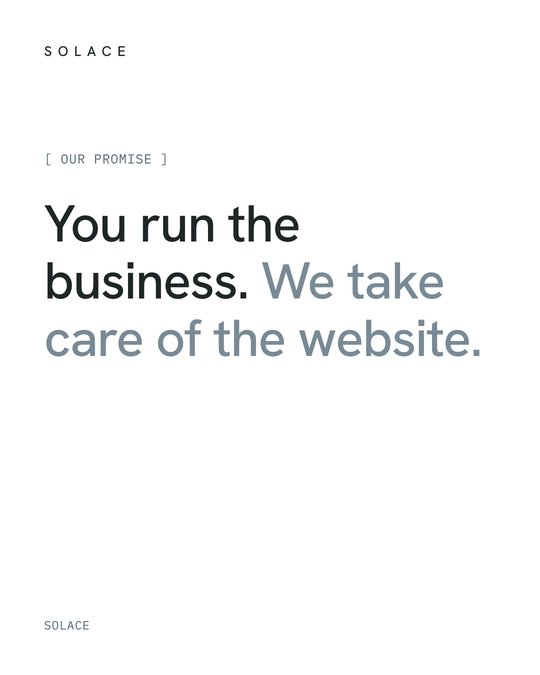 SOLACE
[ OUR PROMISE ]
You run the
business. We take
care of the website.
SOLACE